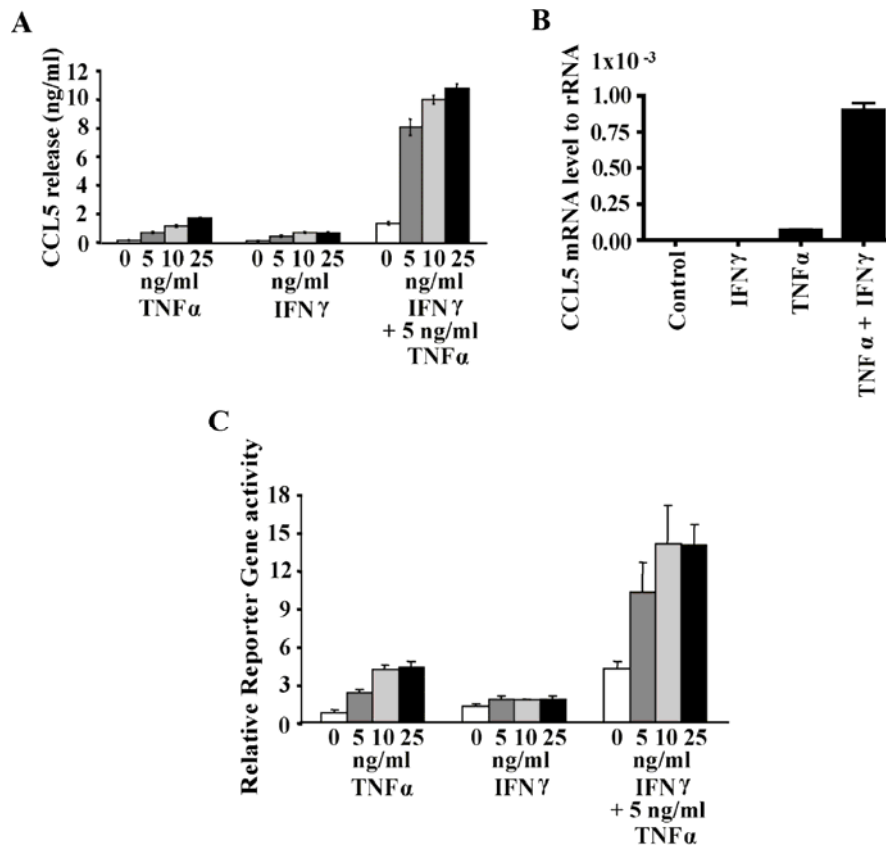 A
CCL5 release (ng/ml)
12
10
8
6
4
2
0
0 5 10 25 0 5 10 25 0 5 10 25
ng/ml ng/ml ng/ml
TNFα IFNγ IFNγ
+ 5 ng/ml
TNFα
B
CCL5 mRNA level to rRNA
1x10⁻³
1.00
0.75
0.50
0.25
0.00
Control
IFNγ
TNFα
TNFα + IFNγ
C
Relative Reporter Gene activity
18
15
12
9
6
3
0
0 5 10 25 0 5 10 25 0 5 10 25
ng/ml ng/ml ng/ml
TNFα IFNγ IFNγ
+ 5 ng/ml
TNFα